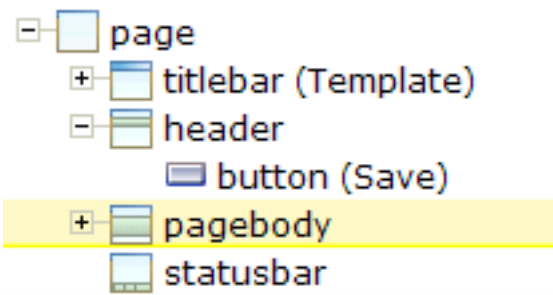 page
titlebar (Template)
header
button (Save)
pagebody
statusbar